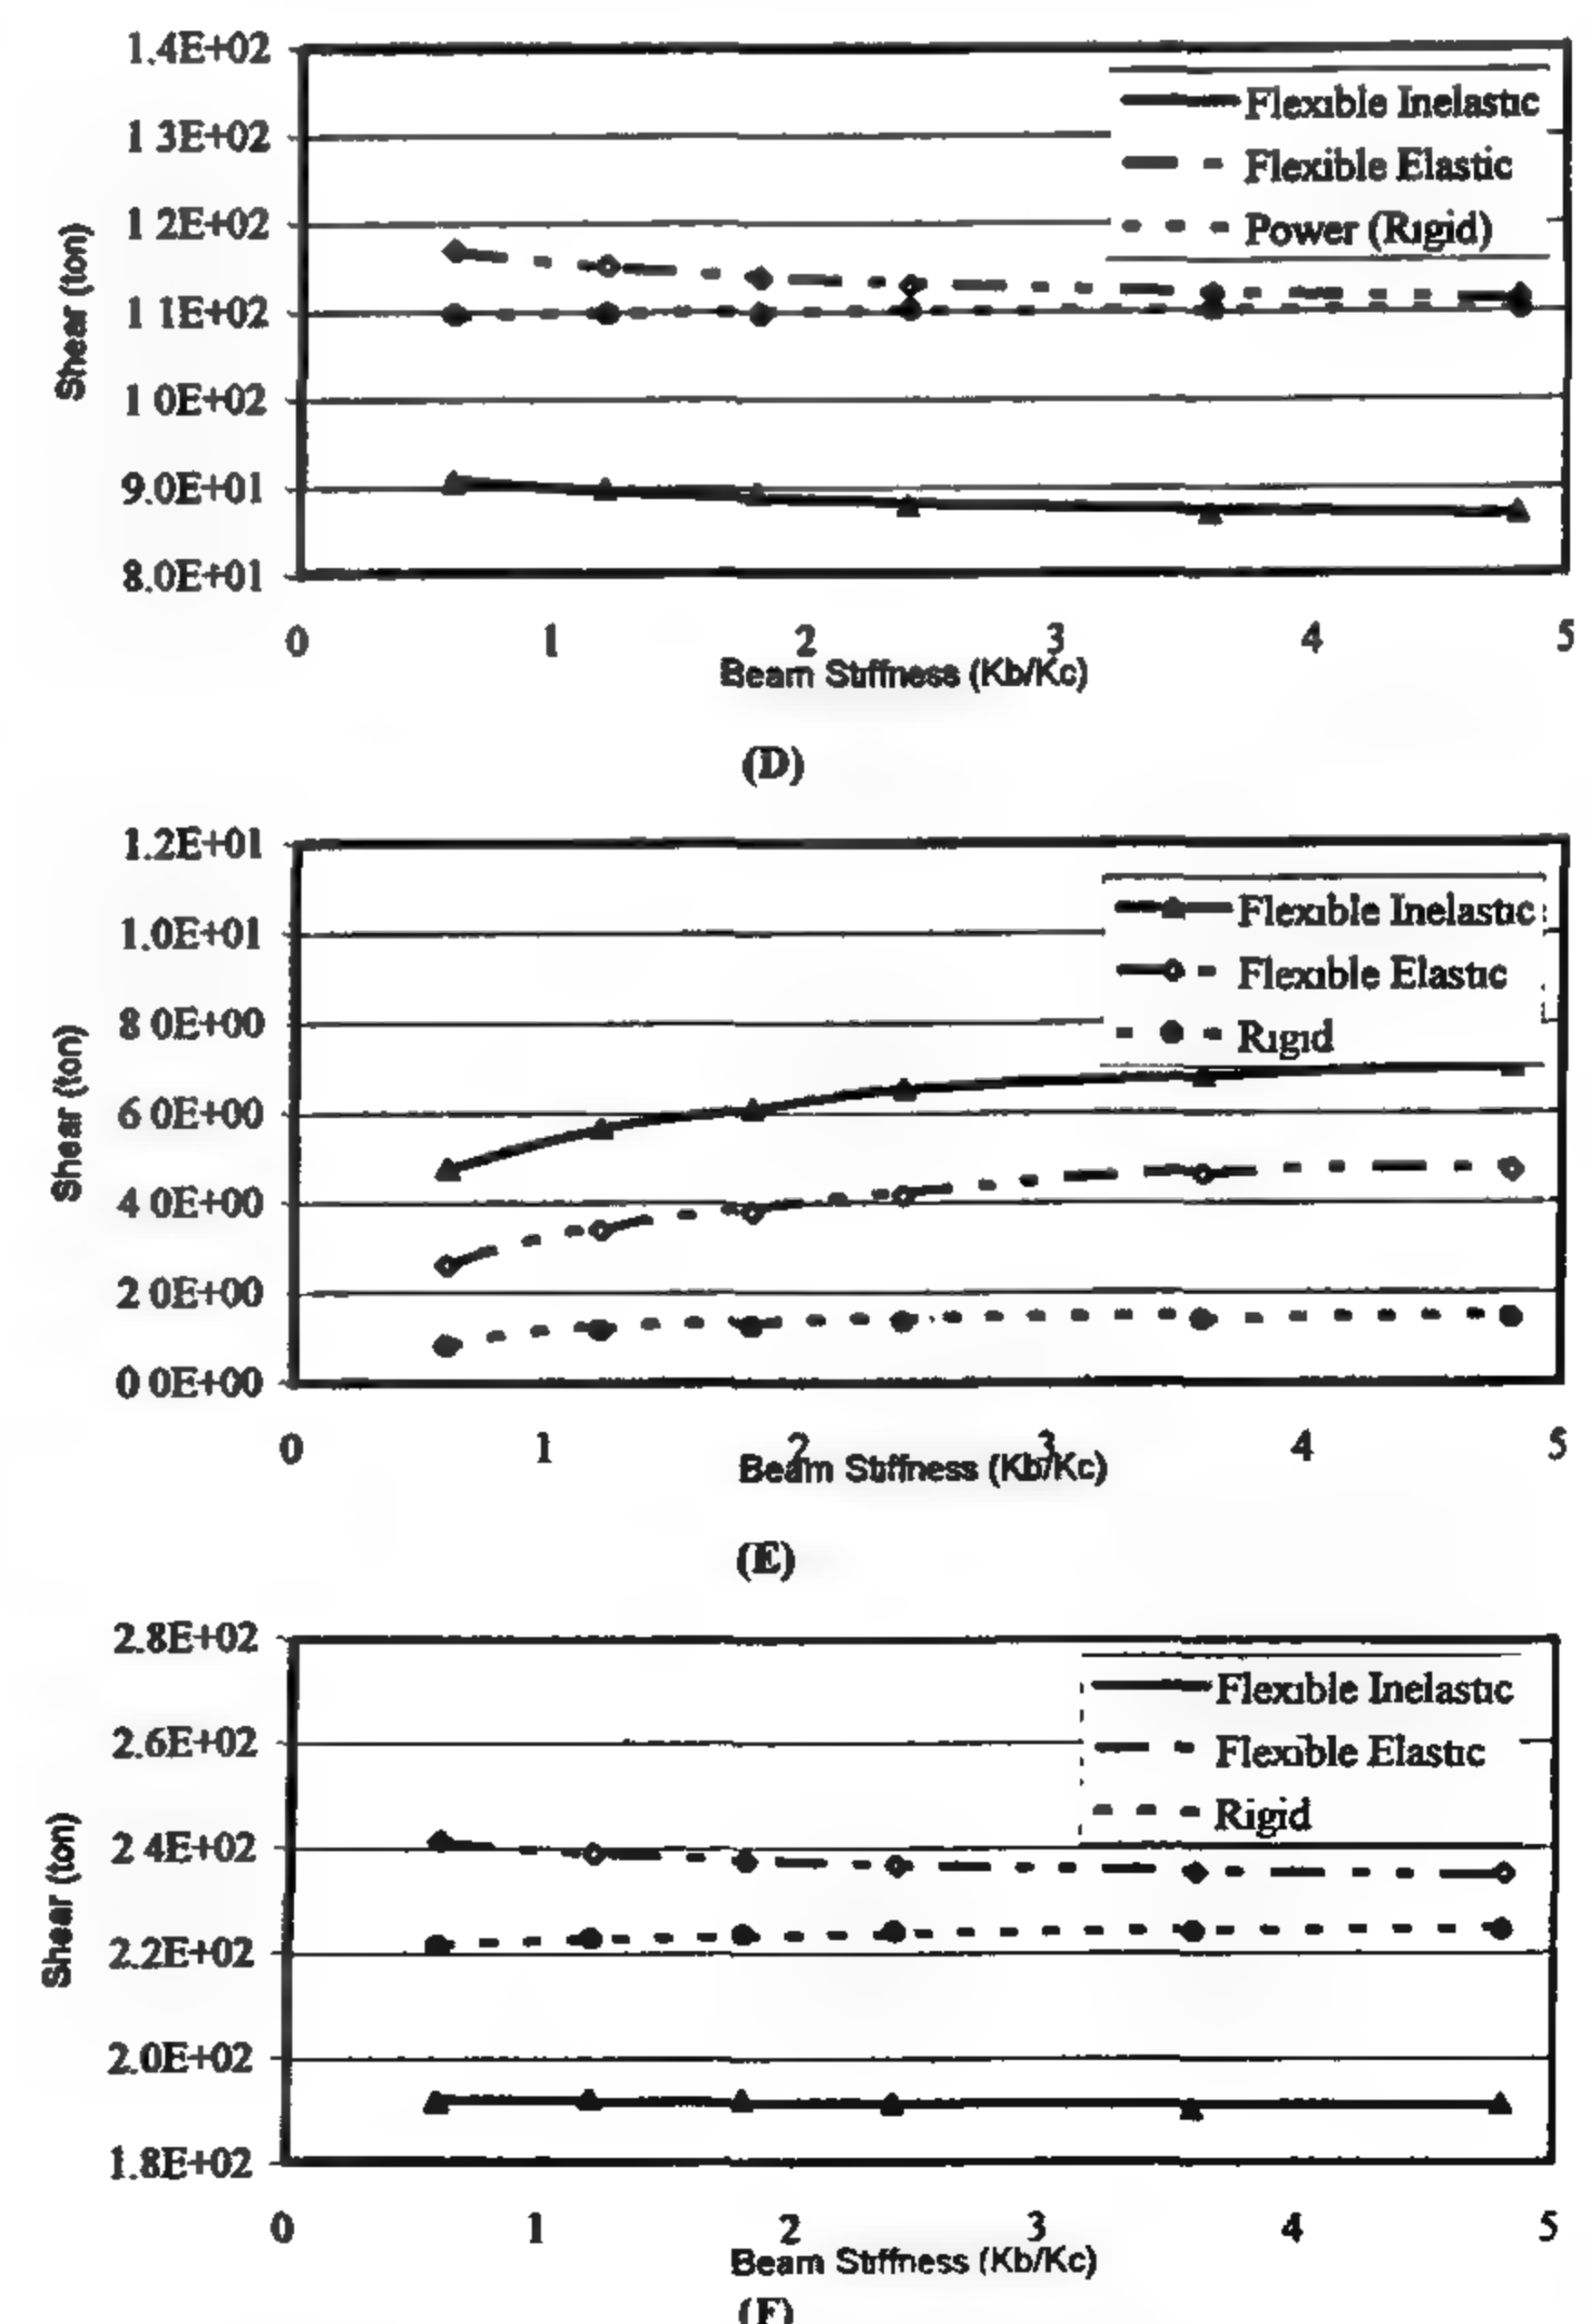 1.4E+02
1 3E+02
1 2E+02
1 1E+02
1 0E+02
9.0E+01
8.0E+01
Shear (ton)
Flexible Inelastic
Flexible Elastic
Power (Rigid)
0 1 2 3 4 5
Beam Stiffness (Kb/Kc)
(D)
1.2E+01
1.0E+01
8 0E+00
6 0E+00
4 0E+00
2 0E+00
0 0E+00
Shear (ton)
Flexible Inelastic
Flexible Elastic
Rigid
0 1 2 3 4 5
Beam Stiffness (Kb/Kc)
(E)
2.8E+02
2.6E+02
2 4E+02
2.2E+02
2.0E+02
1.8E+02
Shear (ton)
Flexible Inelastic
Flexible Elastic
Rigid
0 1 2 3 4 5
Beam Stiffness (Kb/Kc)
(F)